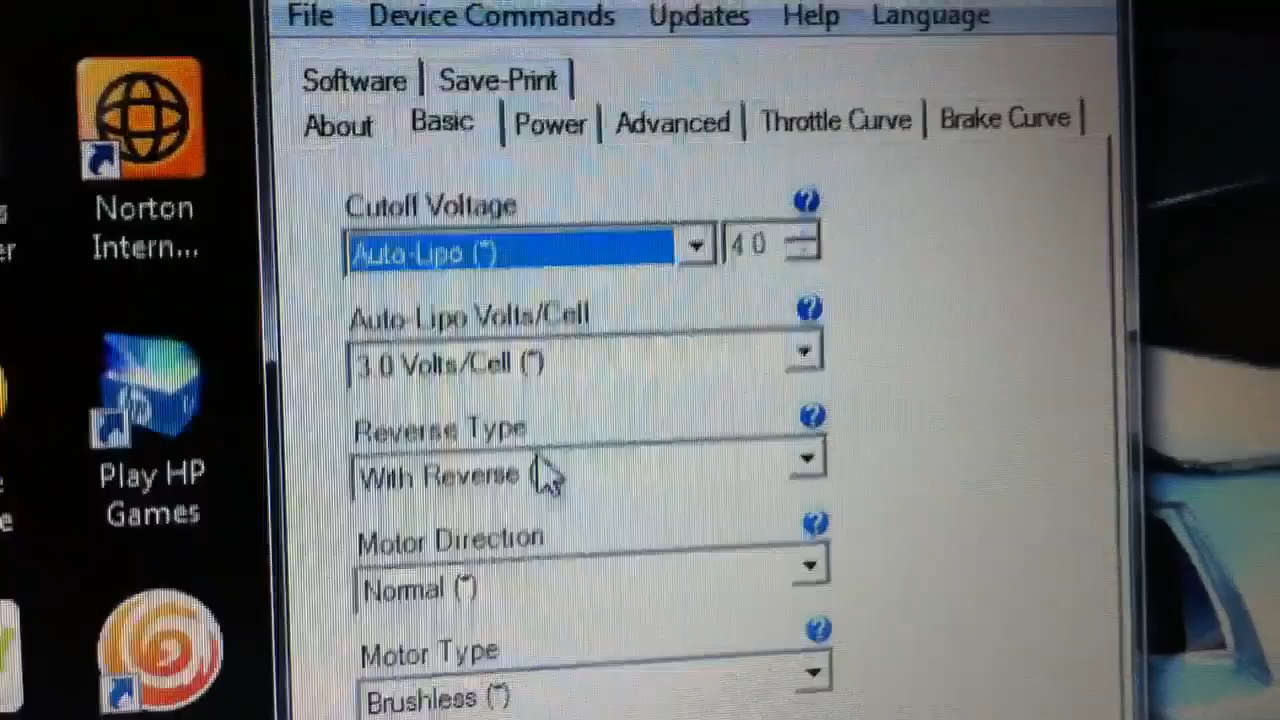 File Device Commands Updates Help Language
Software Save-Print
About Basic Power Advanced Throttle Curve Brake Curve
Cutoff Voltage
Auto-Lipo (*) 4.0
Auto-Lipo Volts/Cell
3.0 Volts/Cell (*)
Reverse Type
With Reverse (
Motor Direction
Normal (*)
Motor Type
Brushless (*)
Norton
Intern...
Play HP
Games